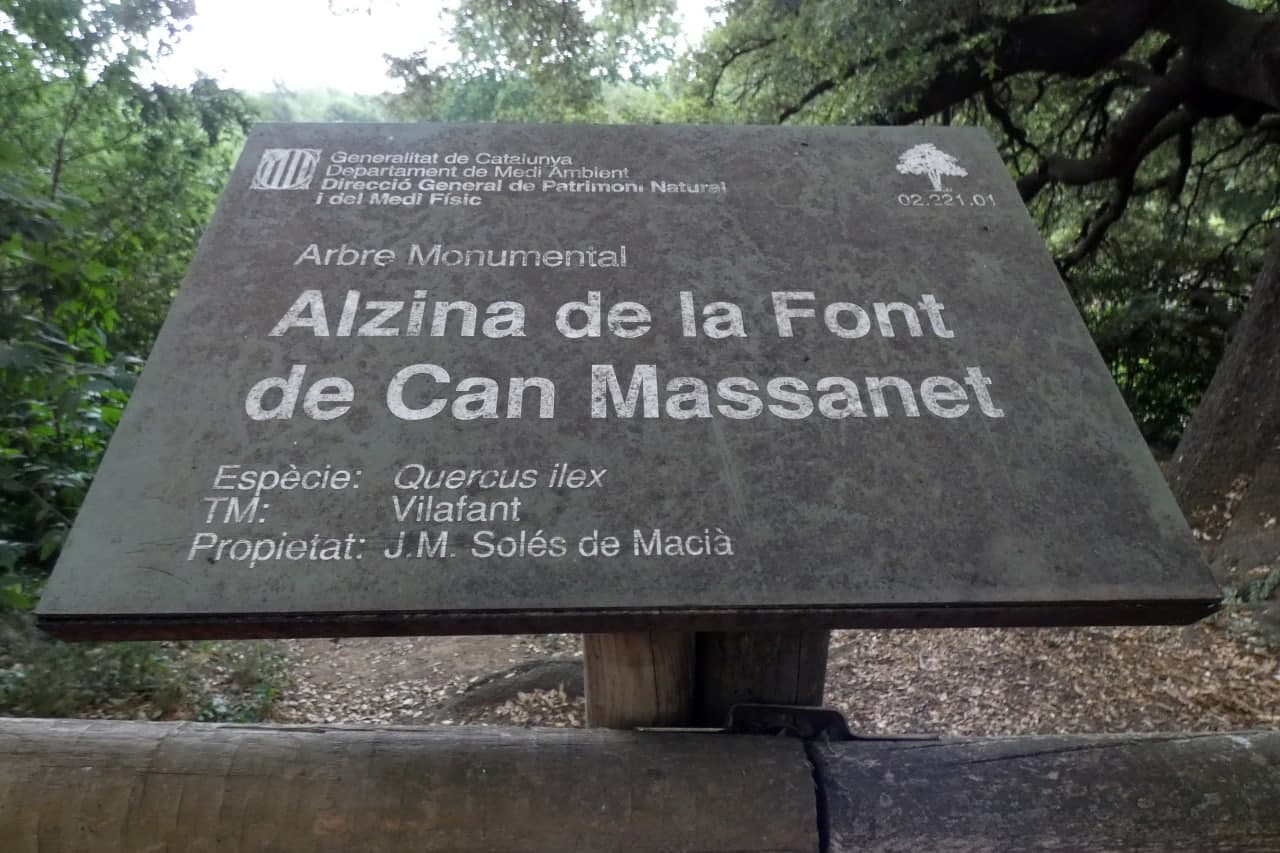 Generalitat de Catalunya
Departament de Medi Ambient
Direcció General de Patrimoni Natural
i del Medi Físic
02.221.01
Arbre Monumental
Alzina de la Font
de Can Massanet
Espècie: Quercus ilex
TM: Vilafant
Propietat: J.M. Solés de Macià